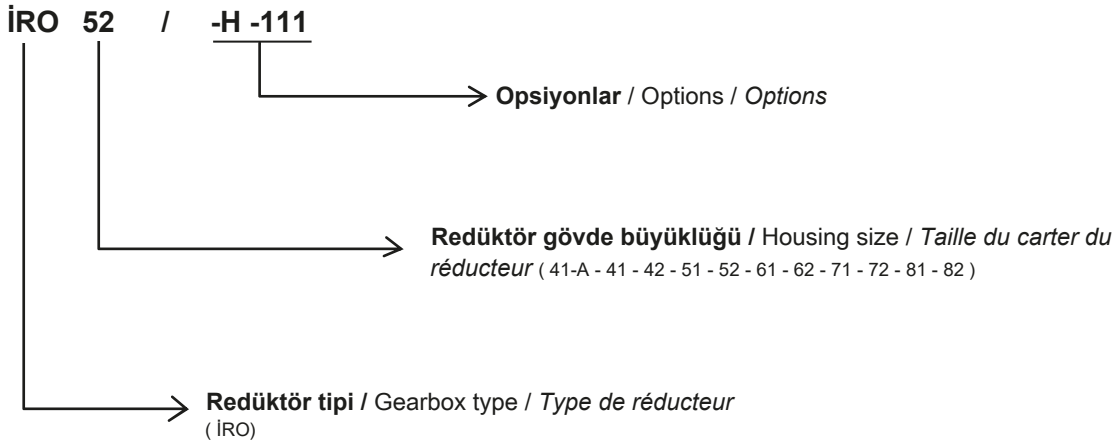 İRO 52 / -H -111
Opsiyonlar / Options / Options
Redüktör gövde büyüklüğü / Housing size / Taille du carter du
réducteur ( 41-A - 41 - 42 - 51 - 52 - 61 - 62 - 71 - 72 - 81 - 82 )
Redüktör tipi / Gearbox type / Type de réducteur
( İRO)